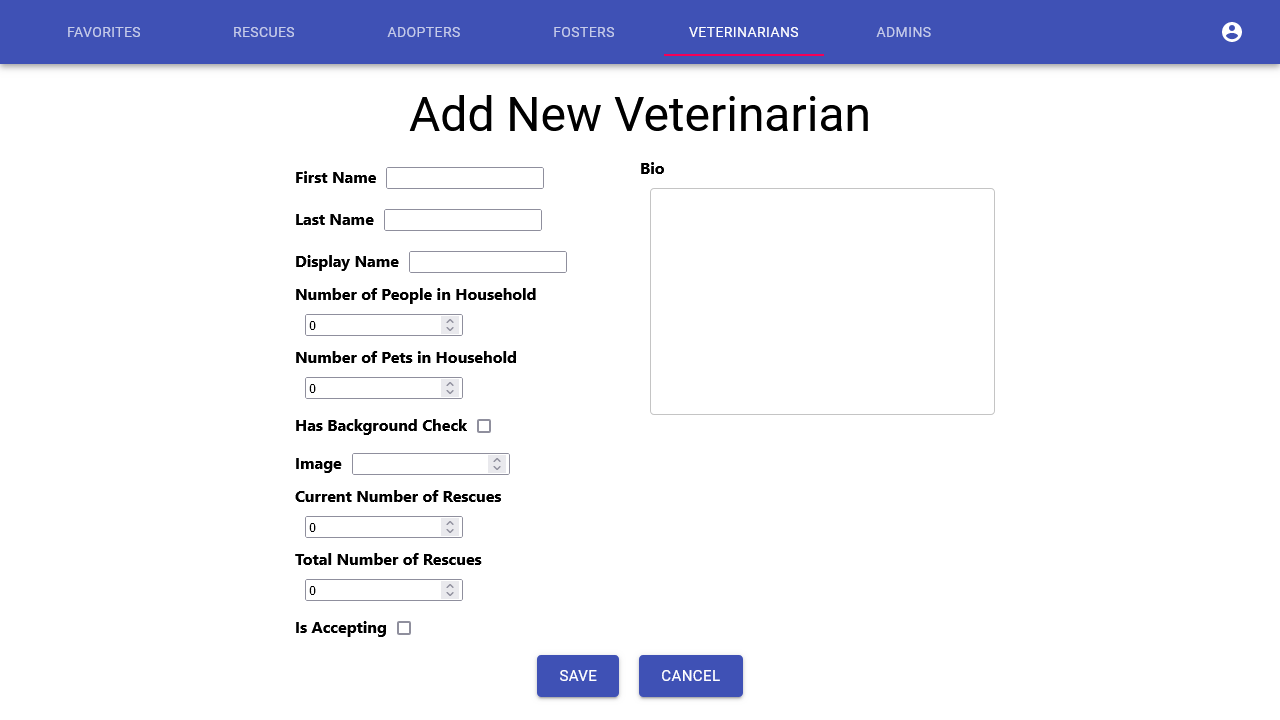 FAVORITES RESCUES ADOPTERS FOSTERS VETERINARIANS ADMINS
Add New Veterinarian
First Name
Last Name
Display Name
Number of People in Household
0
Number of Pets in Household
0
Has Background Check
Image
Current Number of Rescues
0
Total Number of Rescues
0
Is Accepting
Bio
SAVE CANCEL